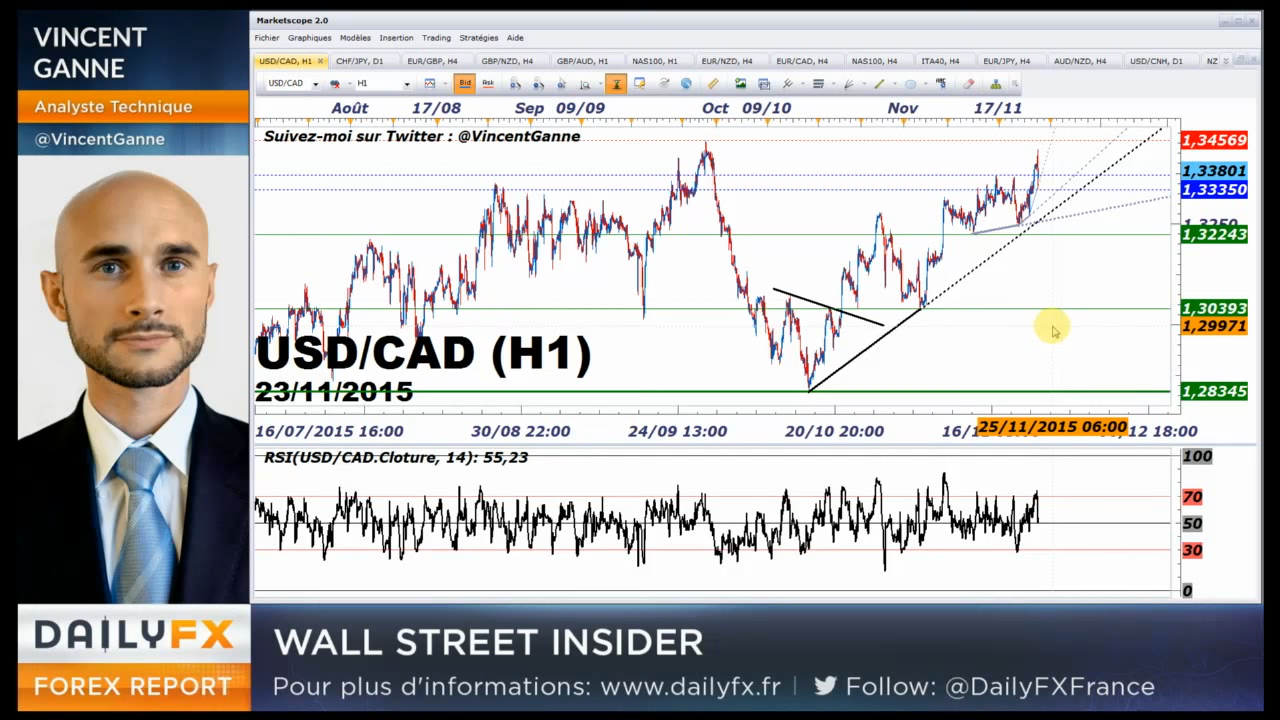 VINCENT
GANNE
Analyste Technique
@VincentGanne
Marketscope 2.0
Fichier Graphiques Modèles Insertion Trading Stratégies Aide
USD/CAD, H1 CHF/JPY, D1 EUR/GBP, H4 GBP/NZD, H4 GBP/AUD, H1 NAS100, H1 EUR/NZD, H4 EUR/CAD, H4 NAS100, H4 ITA40, H4 EUR/JPY, H4 AUD/NZD, H4 USD/CNH, D1 NZ
USD/CAD H1 Bid Ask
Août 17/08 Sep 09/09 Oct 09/10 Nov 17/11
Suivez-moi sur Twitter : @VincentGanne
1,34569
1,33801
1,33350
1,3250
1,32243
1,30393
1,29971
1,28345
USD/CAD (H1)
23/11/2015
16/07/2015 16:00 30/08 22:00 24/09 13:00 20/10 20:00 25/11/2015 06:00 18:00
RSI(USD/CAD.Cloture, 14): 55,23
100
70
50
30
0
DAILYFX
FOREX REPORT
WALL STREET INSIDER
Pour plus d'informations: www.dailyfx.fr | Follow: @DailyFXFrance